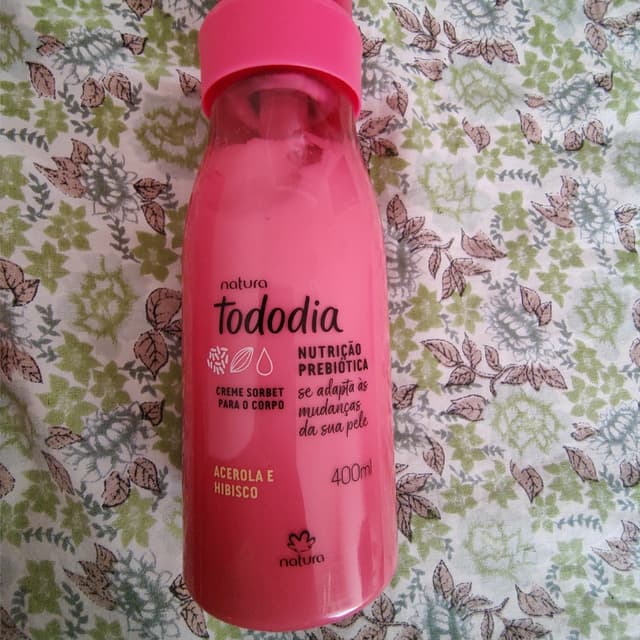 natura
tododia
NUTRIÇÃO
PREBIÓTICA
CREME SORBET
PARA O CORPO
se adapta às
mudanças
da sua pele
ACEROLA E
HIBISCO
400ml
natura